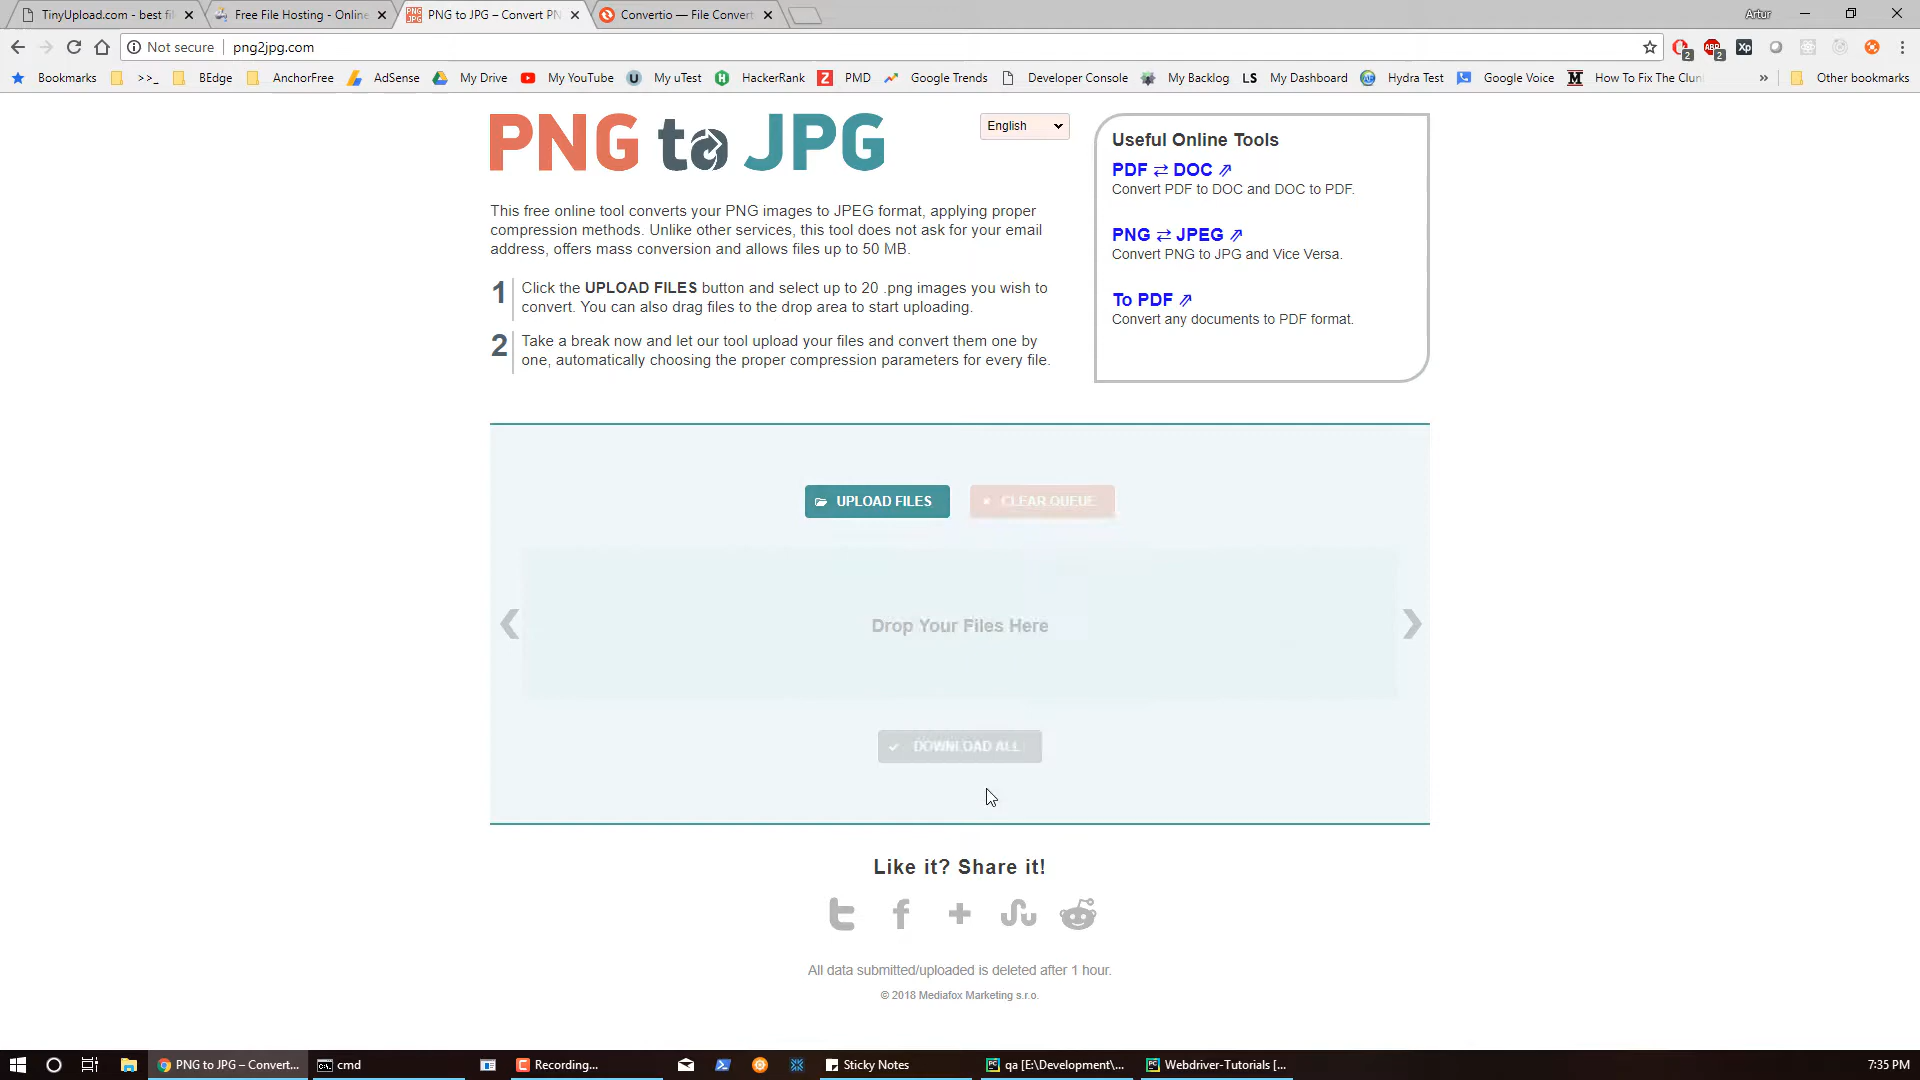 TinyUpload.com - best fi
Free File Hosting - Online
PNG to JPG – Convert PN
Convertio — File Convert
Artur
Not secure
png2jpg.com
2
ABP
2
Xp
Bookmarks
>>_
BEdge
AnchorFree
AdSense
My Drive
My YouTube
My uTest
HackerRank
PMD
Google Trends
Developer Console
My Backlog
LS
My Dashboard
Hydra Test
Google Voice
How To Fix The Clun
»
Other bookmarks
PNG to JPG
English
Useful Online Tools
PDF ⇄ DOC ⇗
Convert PDF to DOC and DOC to PDF.
PNG ⇄ JPEG ⇗
Convert PNG to JPG and Vice Versa.
To PDF ⇗
Convert any documents to PDF format.
This free online tool converts your PNG images to JPEG format, applying proper
compression methods. Unlike other services, this tool does not ask for your email
address, offers mass conversion and allows files up to 50 MB.
1 Click the UPLOAD FILES button and select up to 20 .png images you wish to
convert. You can also drag files to the drop area to start uploading.
2 Take a break now and let our tool upload your files and convert them one by
one, automatically choosing the proper compression parameters for every file.
UPLOAD FILES
CLEAR QUEUE
Drop Your Files Here
DOWNLOAD ALL
Like it? Share it!
All data submitted/uploaded is deleted after 1 hour.
© 2018 Mediafox Marketing s.r.o.
PNG to JPG – Convert...
cmd
Recording...
Sticky Notes
qa [E:\Development\...
Webdriver-Tutorials [...
7:35 PM